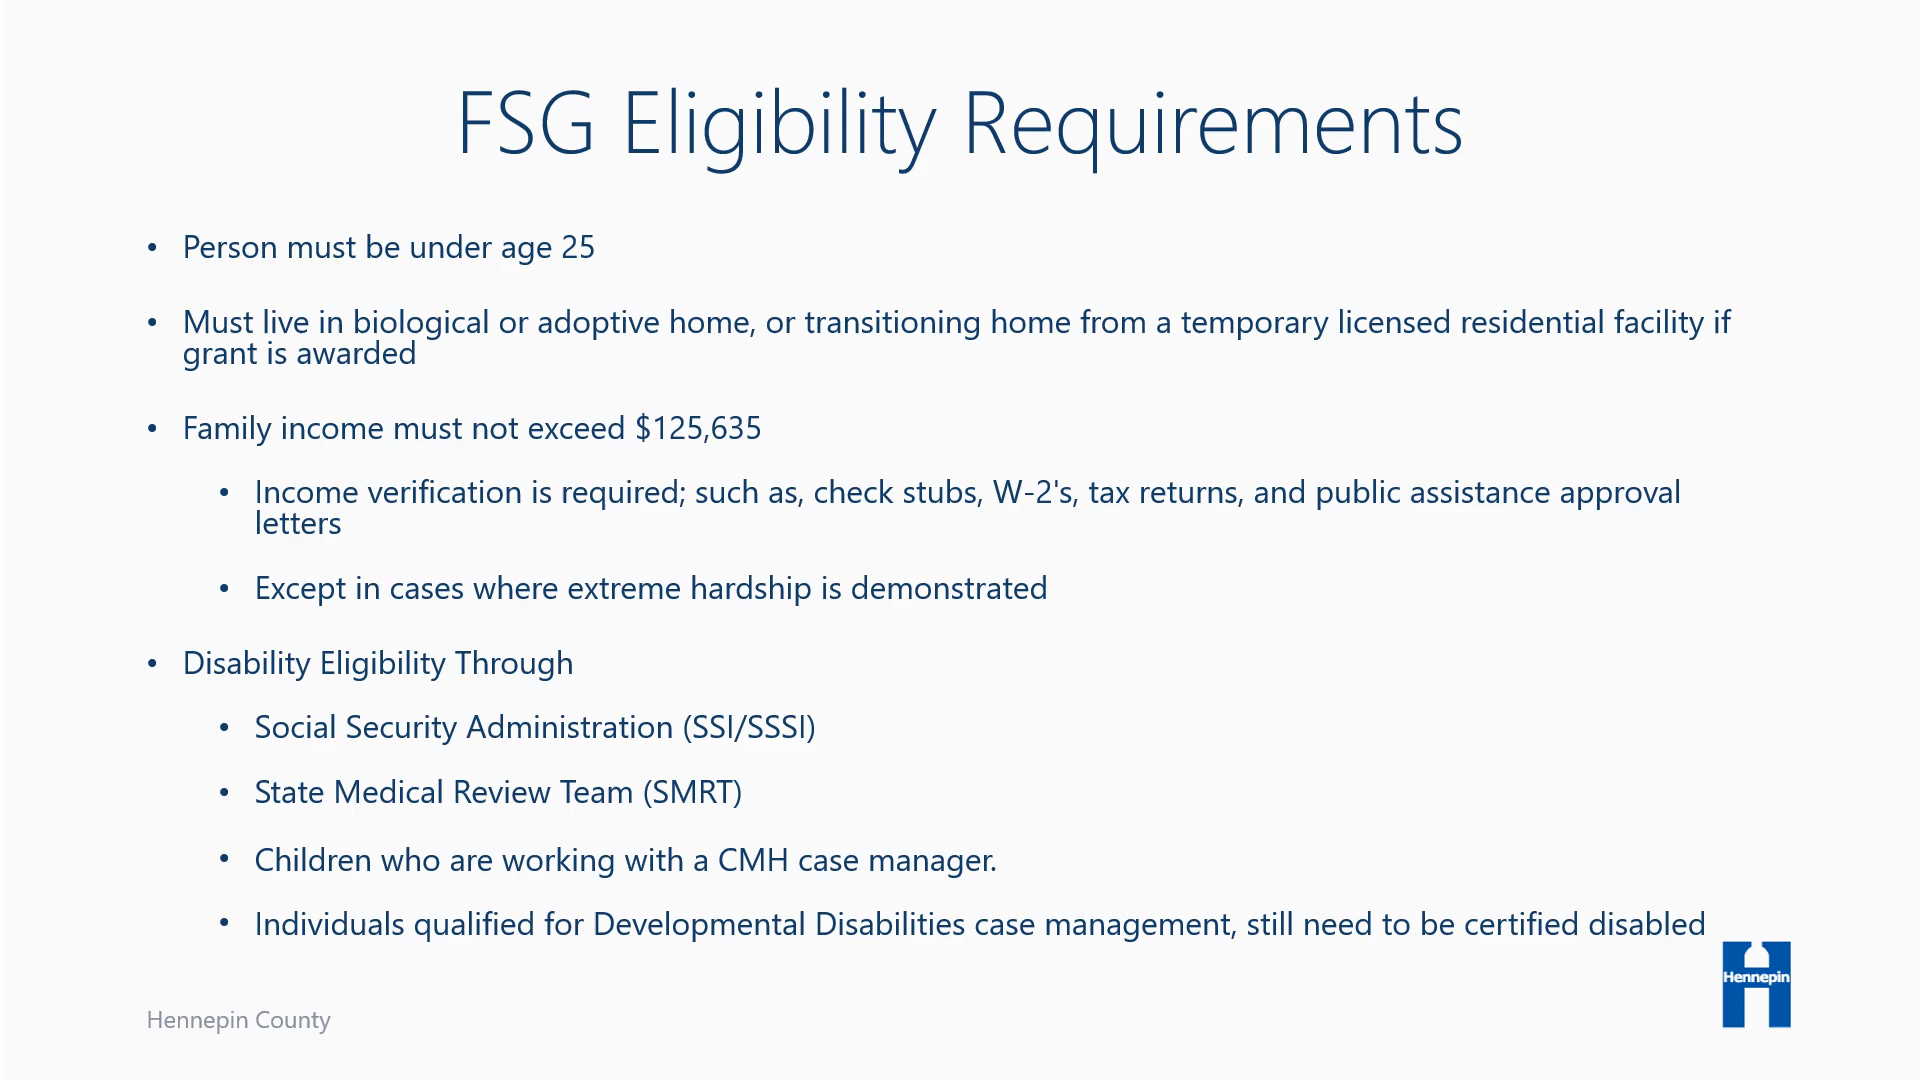 FSG Eligibility Requirements
• Person must be under age 25
• Must live in biological or adoptive home, or transitioning home from a temporary licensed residential facility if
grant is awarded
• Family income must not exceed $125,635
• Income verification is required; such as, check stubs, W-2's, tax returns, and public assistance approval
letters
• Except in cases where extreme hardship is demonstrated
• Disability Eligibility Through
• Social Security Administration (SSI/SSSI)
• State Medical Review Team (SMRT)
• Children who are working with a CMH case manager.
• Individuals qualified for Developmental Disabilities case management, still need to be certified disabled
Hennepin
Hennepin County